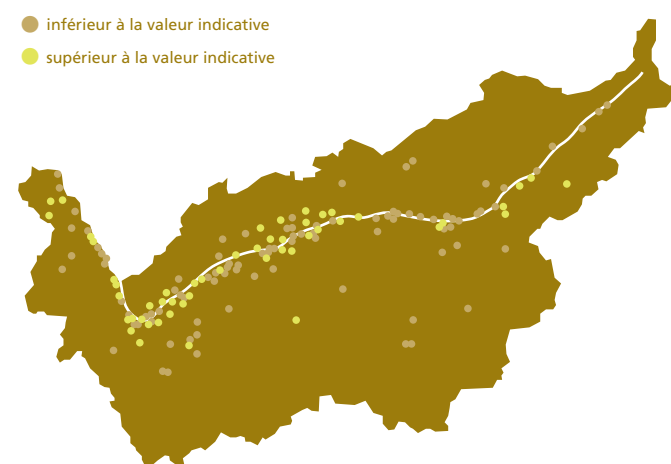 inférieur à la valeur indicative
supérieur à la valeur indicative